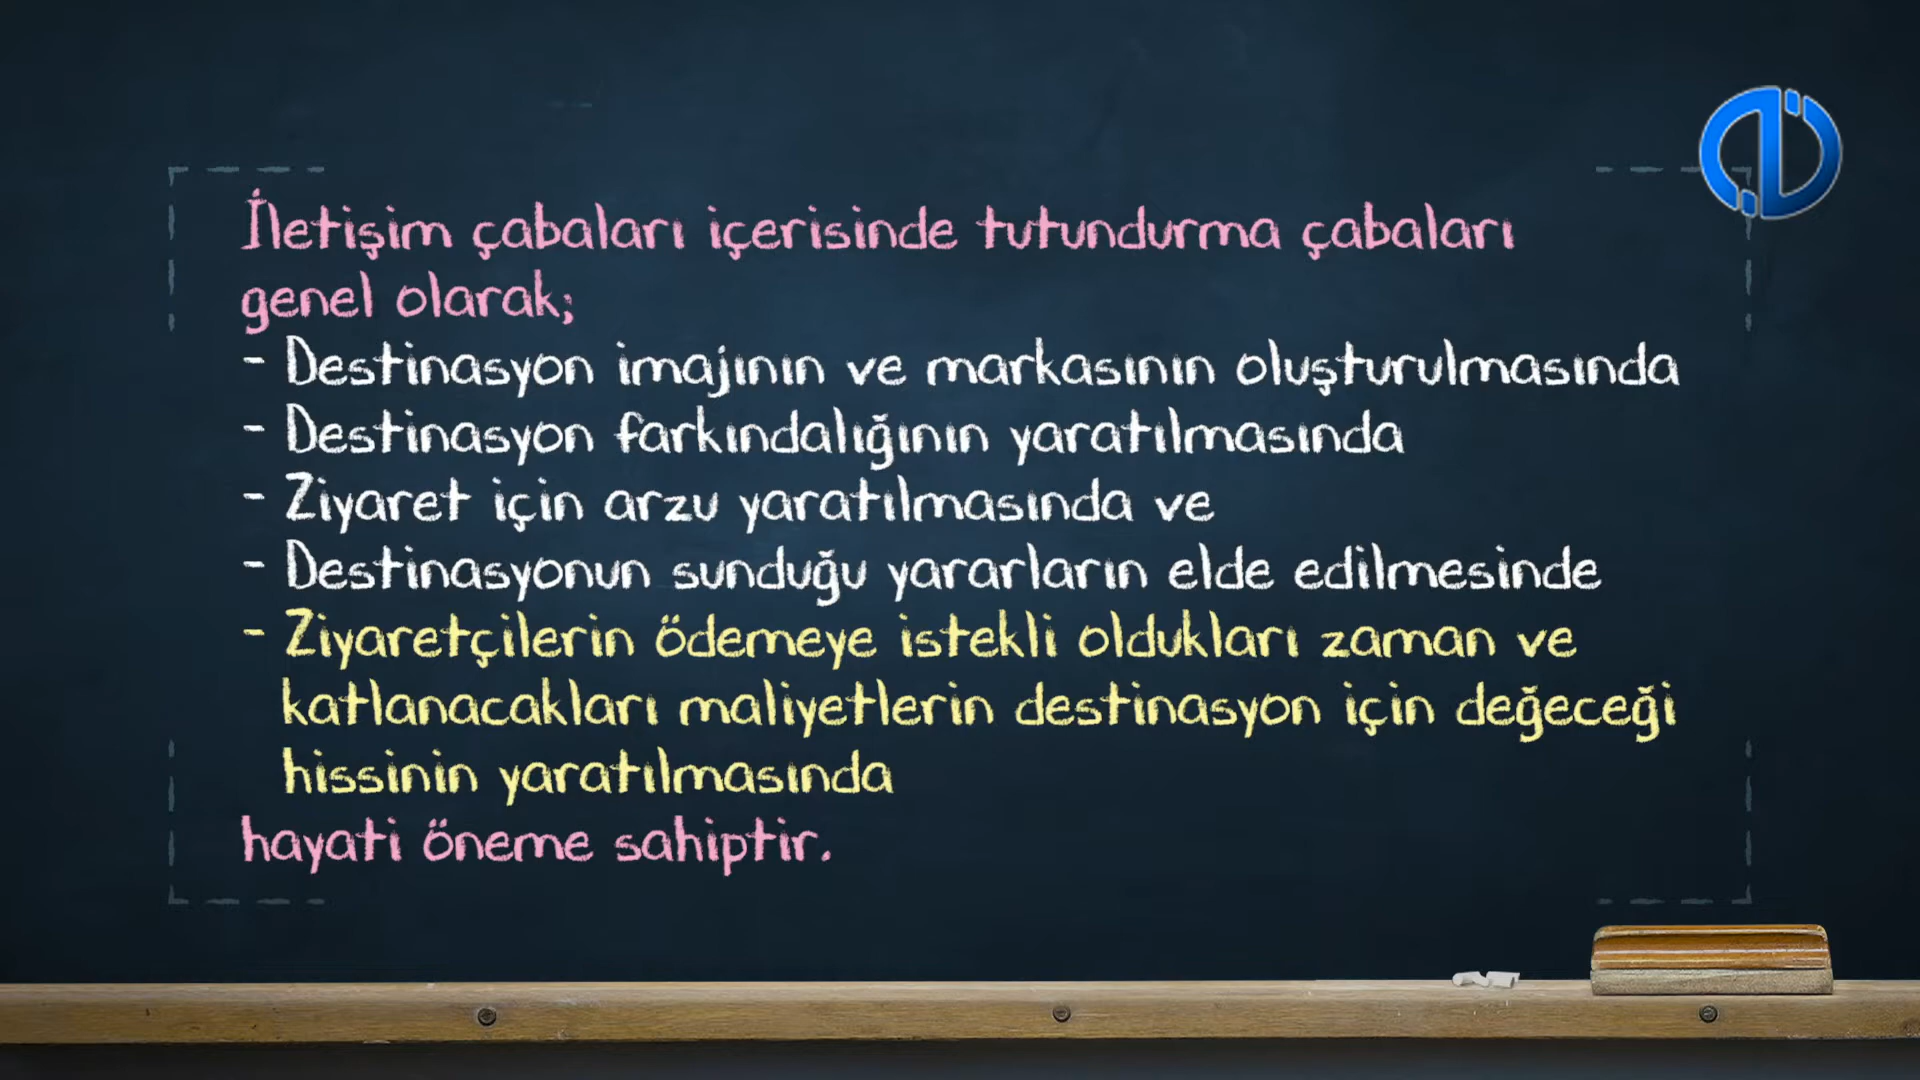 İletişim çabaları içerisinde tutundurma çabaları
genel olarak;
- Destinasyon imajının ve markasının oluşturulmasında
- Destinasyon farkındalığının yaratılmasında
- Ziyaret için arzu yaratılmasında ve
- Destinasyonun sunduğu yararların elde edilmesinde
- Ziyaretçilerin ödemeye istekli oldukları zaman ve
katlanacakları maliyetlerin destinasyon için değeceği
hissinin yaratılmasında
hayati öneme sahiptir.